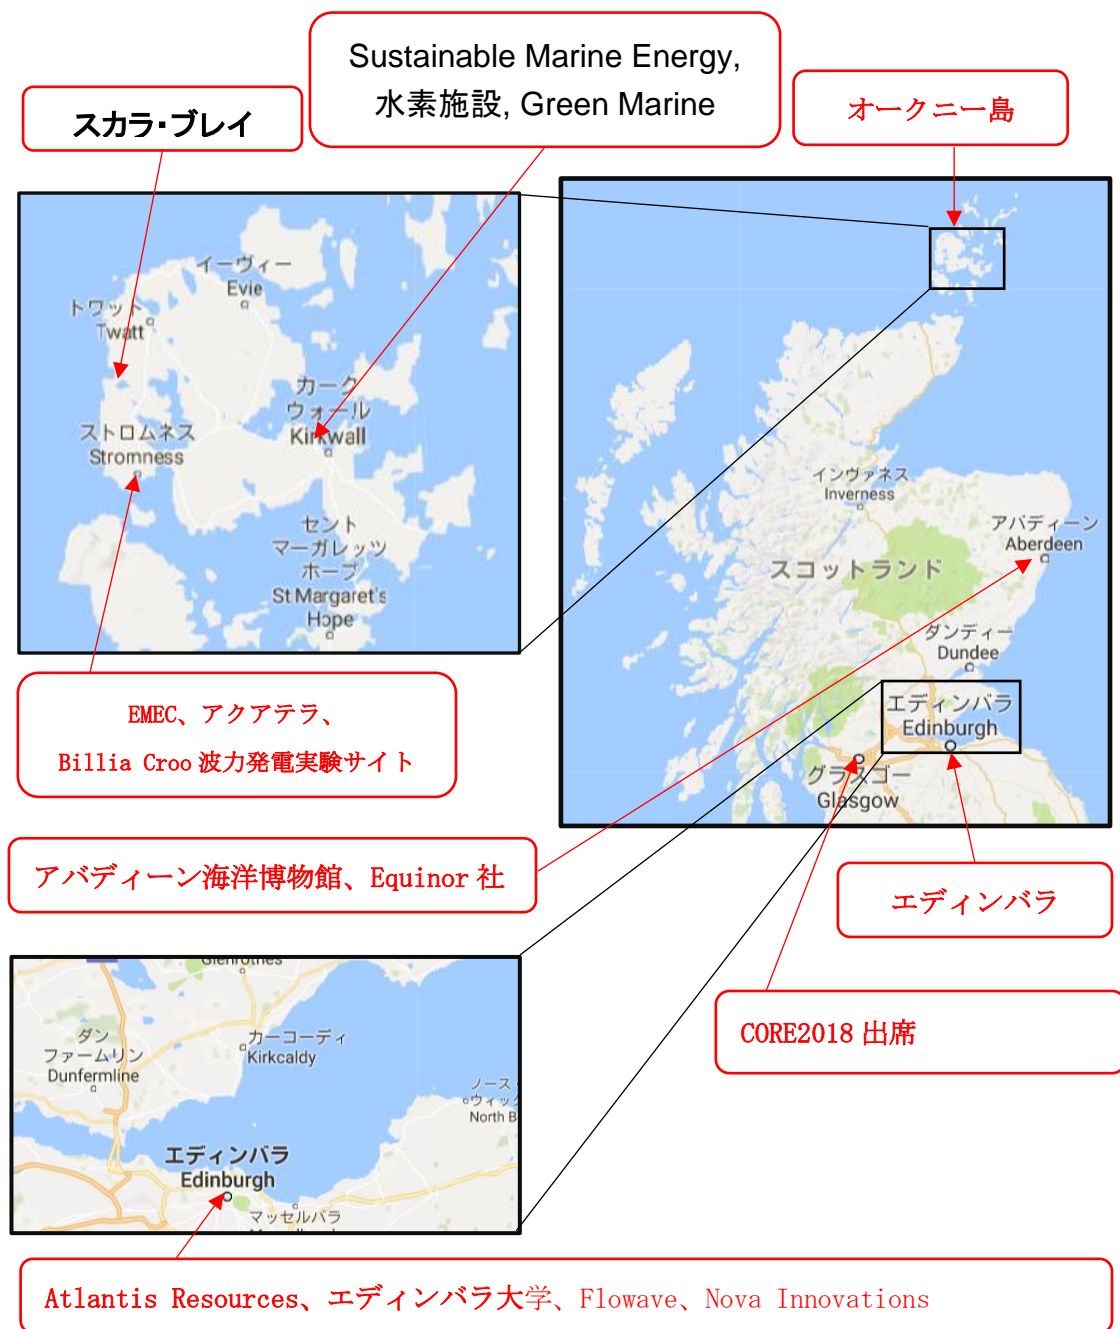 Sustainable Marine Energy,
水素施設, Green Marine
スカラ・ブレイ
オークニー島
イーヴィー
Evie
トワット
Twatt
カーク
ウォール
Kirkwall
ストロムネス
Stromness
セント
マーガレッツ
ホープ
St Margaret's
Hope
インヴァネス
Inverness
アバディーン
Aberdeen
スコットランド
ダンディー
Dundee
エディンバラ
Edinburgh
グラスゴー
Glasgow
EMEC、アクアテラ、
Billia Croo 波力発電実験サイト
アバディーン海洋博物館、Equinor 社
エディンバラ
CORE2018 出席
Glenrothes
ダン
ファームリン
Dunfermline
カーコーディ
Kirkcaldy
ノース
ウィック
North B
エディンバラ
Edinburgh
マッセルバラ
Atlantis Resources、エディンバラ大学、Flowave、Nova Innovations